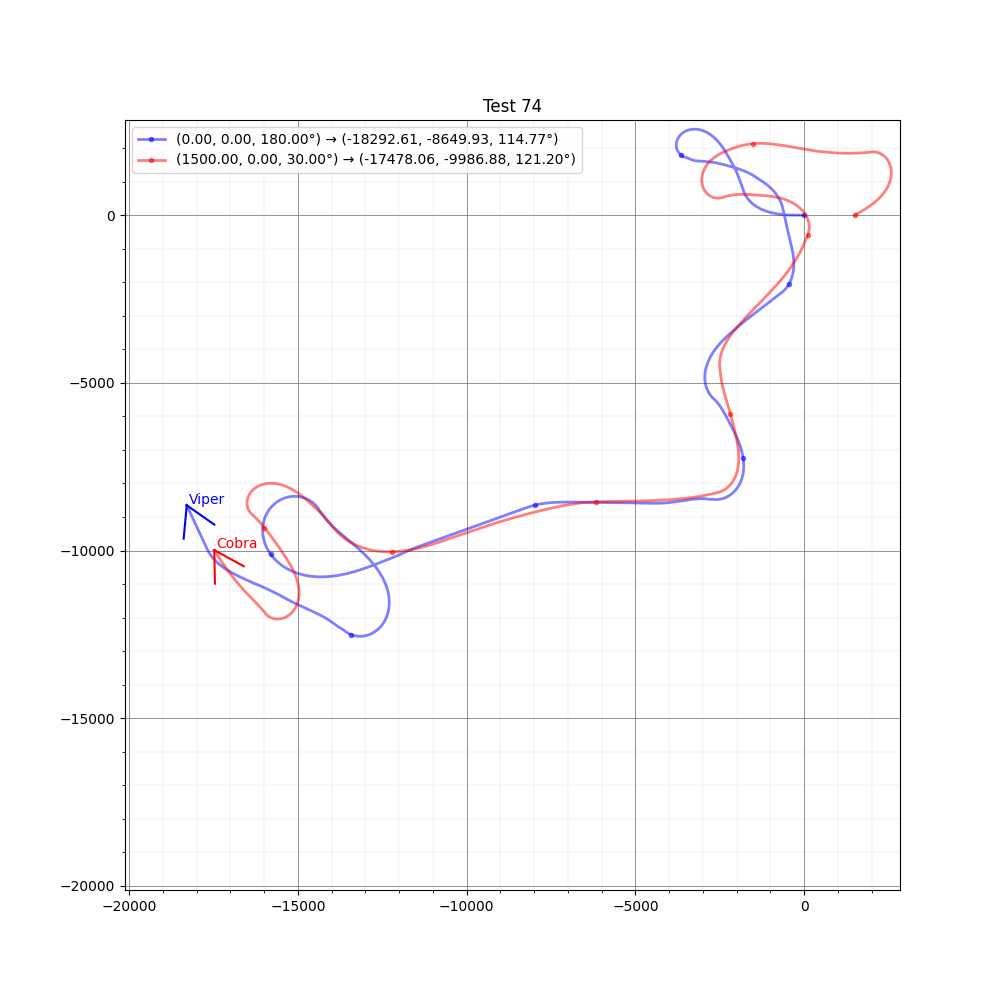 Test 74
(0.00, 0.00, 180.00°) → (-18292.61, -8649.93, 114.77°)
(1500.00, 0.00, 30.00°) → (-17478.06, -9986.88, 121.20°)
0
−5000
Viper
Cobra
−10000
−15000
−20000
−20000 −15000 −10000 −5000 0